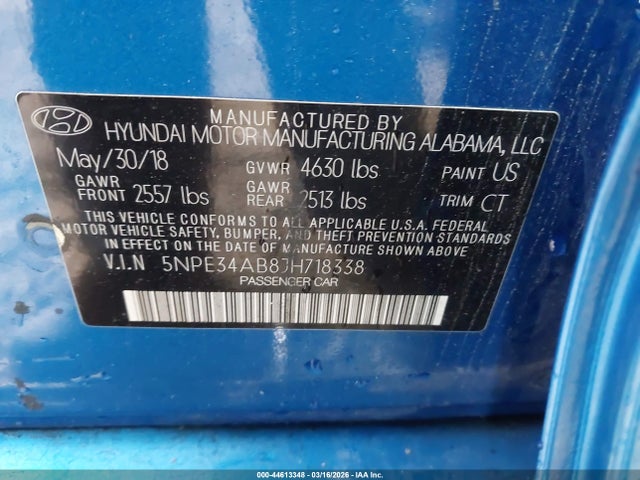 MANUFACTURED BY
HYUNDAI MOTOR MANUFACTURING ALABAMA, LLC
May/30/18 GVWR 4630 lbs PAINT US
GAWR FRONT 2557 lbs GAWR REAR 2513 lbs TRIM CT
THIS VEHICLE CONFORMS TO ALL APPLICABLE U.S.A. FEDERAL
MOTOR VEHICLE SAFETY, BUMPER, AND THEFT PREVENTION STANDARDS
IN EFFECT ON THE DATE OF MANUFACTURE SHOWN ABOVE.
V.I.N 5NPE34AB8JH718338
PASSENGER CAR
000-44613348 | 03/16/2026 | IAA, Inc.